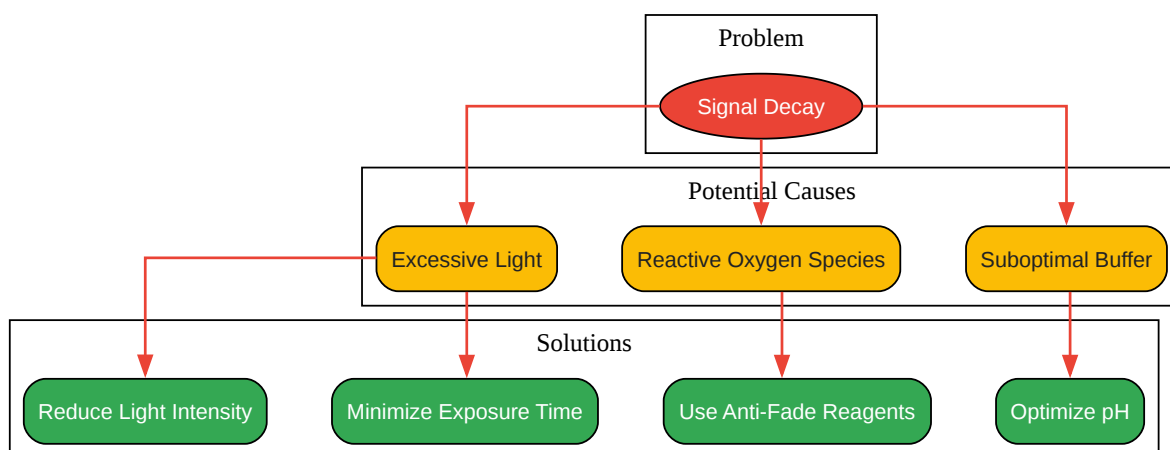 Problem
Signal Decay
Potential Causes
Excessive Light
Reactive Oxygen Species
Suboptimal Buffer
Solutions
Reduce Light Intensity
Minimize Exposure Time
Use Anti-Fade Reagents
Optimize pH